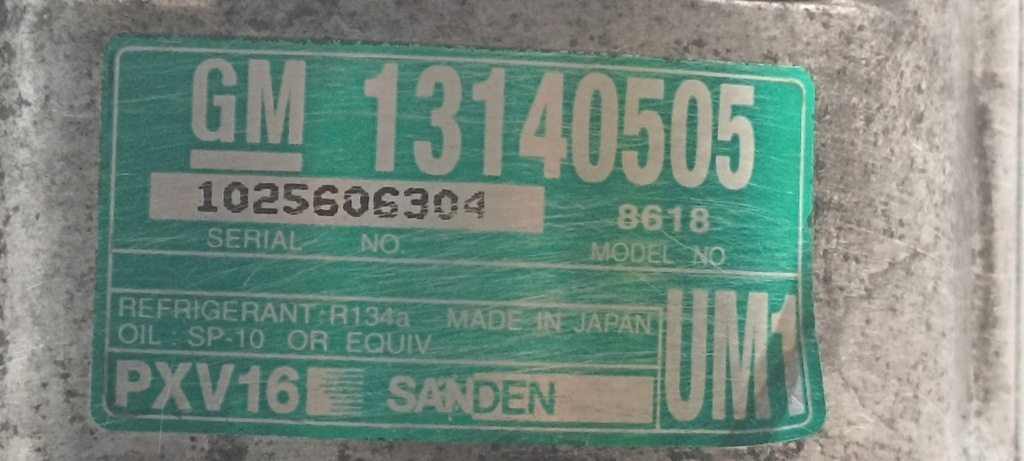 GM 13140505
1025606304 8618
SERIAL NO. MODEL NO
REFRIGERANT : R134a MADE IN JAPAN
OIL : SP-10 OR EQUIV
UM1
PXV16 SANDEN